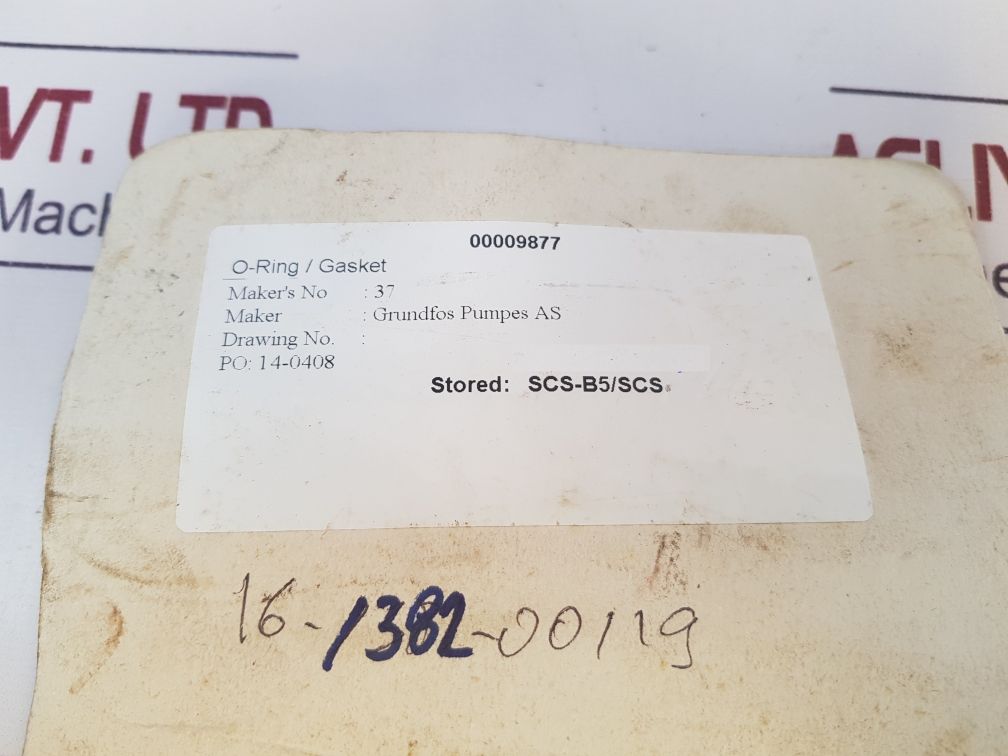 VT. LTD
Mach
00009877
O-Ring / Gasket
Maker's No : 37
Maker : Grundfos Pumpes AS
Drawing No. :
PO: 14-0408
Stored: SCS-B5/SCS
16-1382-00119